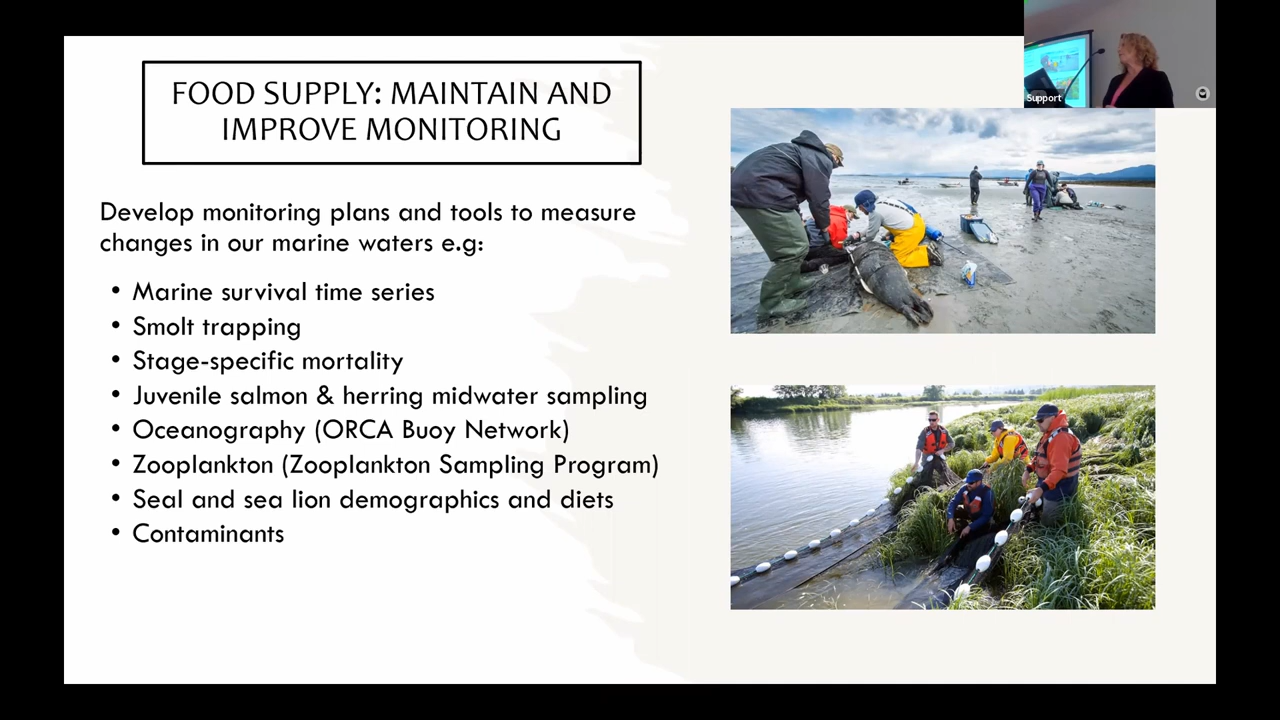 FOOD SUPPLY: MAINTAIN AND
IMPROVE MONITORING
Develop monitoring plans and tools to measure
changes in our marine waters e.g:
• Marine survival time series
• Smolt trapping
• Stage-specific mortality
• Juvenile salmon & herring midwater sampling
• Oceanography (ORCA Buoy Network)
• Zooplankton (Zooplankton Sampling Program)
• Seal and sea lion demographics and diets
• Contaminants
Support